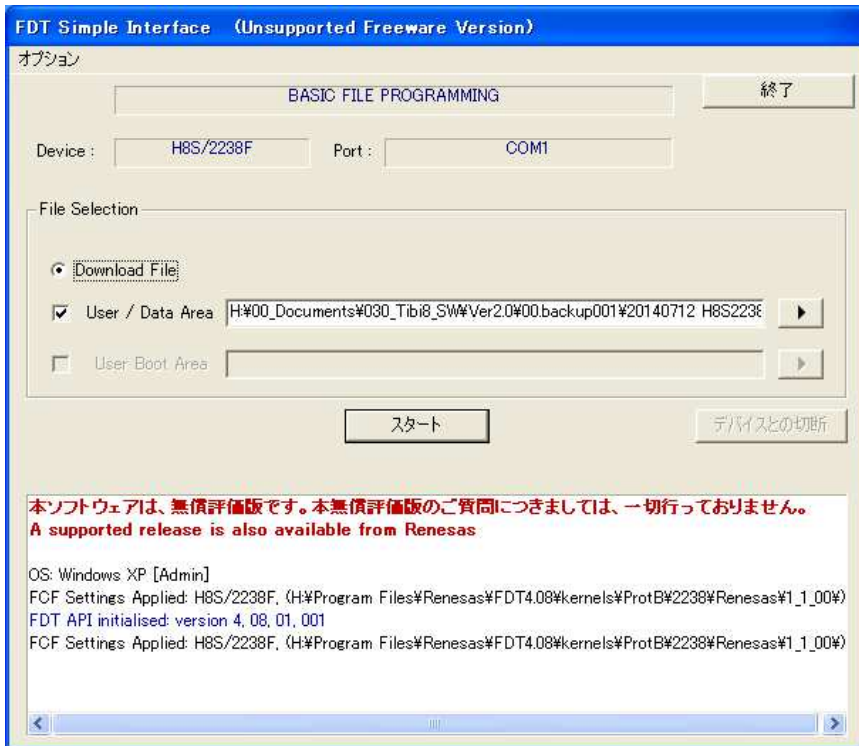 FDT Simple Interface (Unsupported Freeware Version)
オプション
BASIC FILE PROGRAMMING
終了
Device : H8S/2238F Port : COM1
File Selection
Download File
User / Data Area H:¥00_Documents¥030_Tibi8_SW¥Ver2.0¥00.backup001¥20140712 H8S2238
User Boot Area
スタート デバイスとの切断
本ソフトウェアは、無償評価版です。本無償評価版のご質問につきましては、一切行っておりません。
A supported release is also available from Renesas
OS: Windows XP [Admin]
FCF Settings Applied: H8S/2238F, (H:¥Program Files¥Renesas¥FDT4.08¥kernels¥ProtB¥2238¥Renesas¥1_1_00¥)
FDT API initialised: version 4, 08, 01, 001
FCF Settings Applied: H8S/2238F, (H:¥Program Files¥Renesas¥FDT4.08¥kernels¥ProtB¥2238¥Renesas¥1_1_00¥)